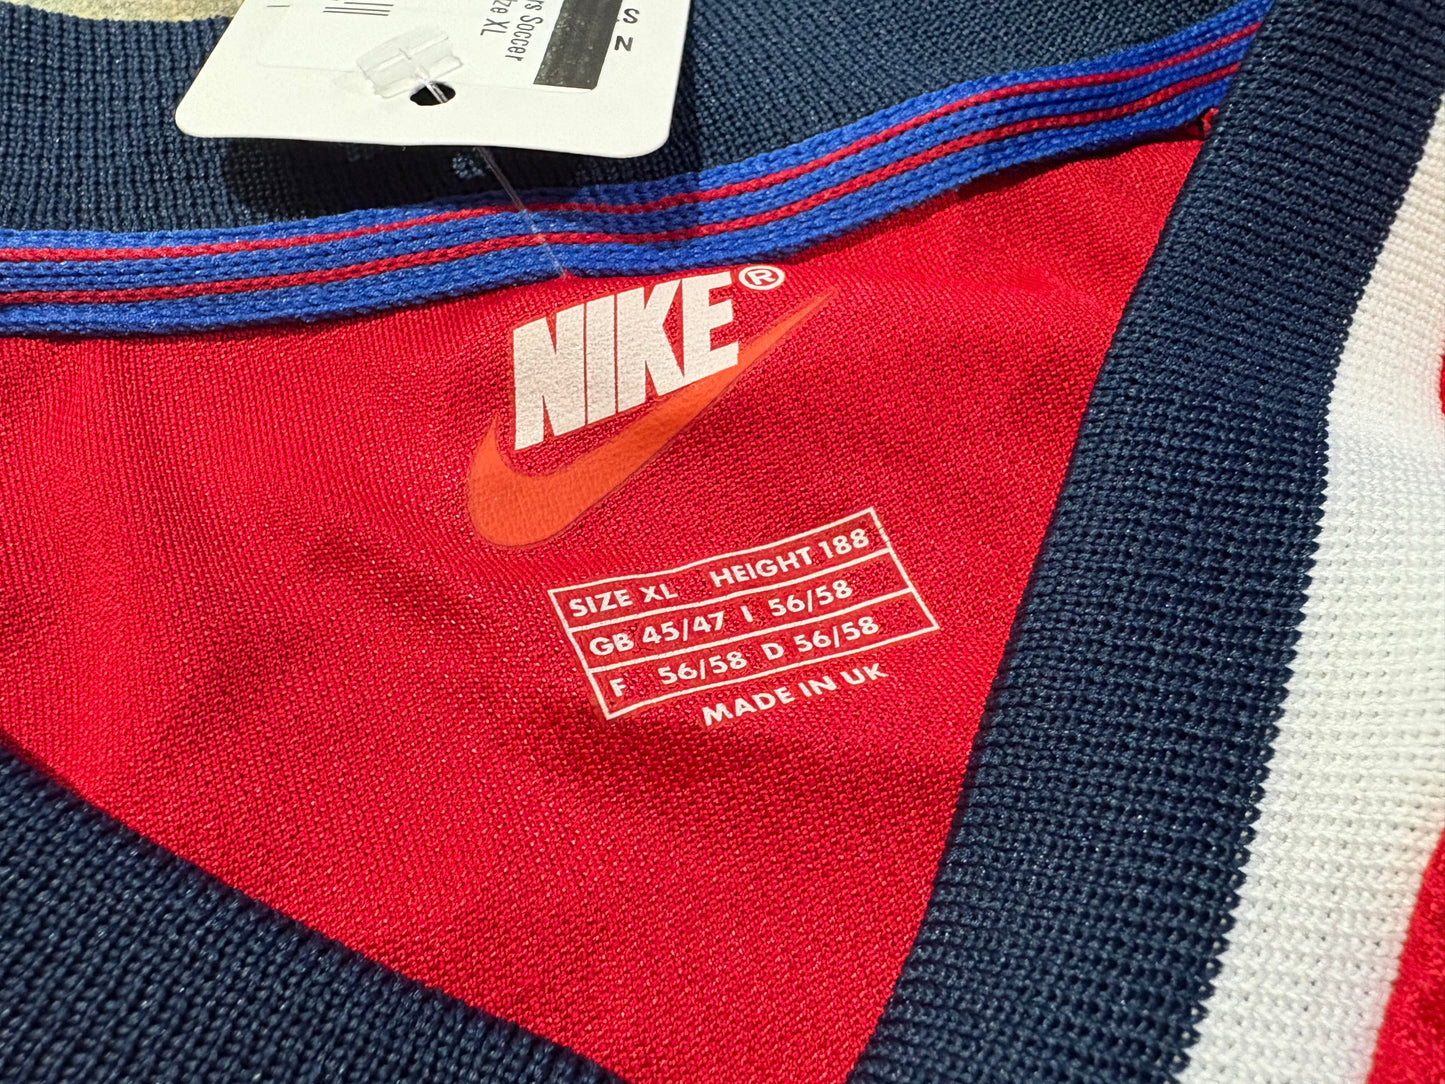 S N
Soccer
XL
NIKE®
SIZE XL HEIGHT 188
GB 45/47 I 56/58
F 56/58 D 56/58
MADE IN UK